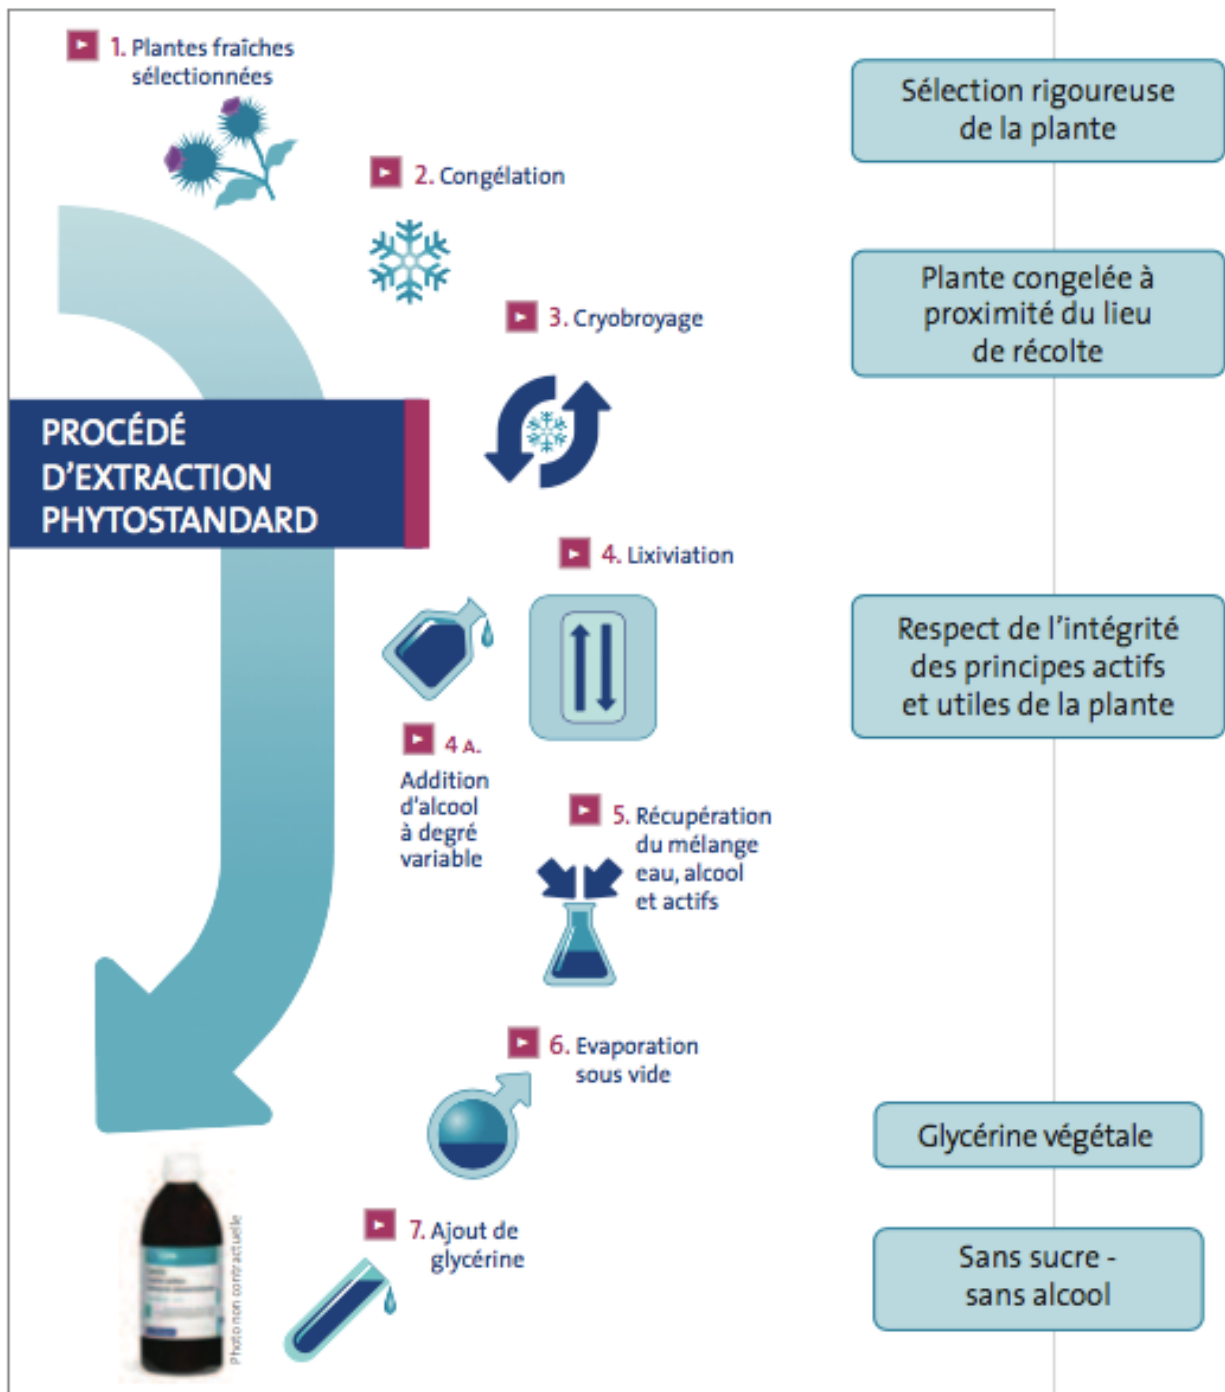 1. Plantes fraîches
sélectionnées
2. Congélation
3. Cryobroyage
PROCÉDÉ
D'EXTRACTION
PHYTOSTANDARD
4. Lixiviation
4 A.
Addition
d'alcool
à degré
variable
5. Récupération
du mélange
eau, alcool
et actifs
6. Evaporation
sous vide
7. Ajout de
glycérine
Photo non contractuelle
Sélection rigoureuse
de la plante
Plante congelée à
proximité du lieu
de récolte
Respect de l'intégrité
des principes actifs
et utiles de la plante
Glycérine végétale
Sans sucre -
sans alcool